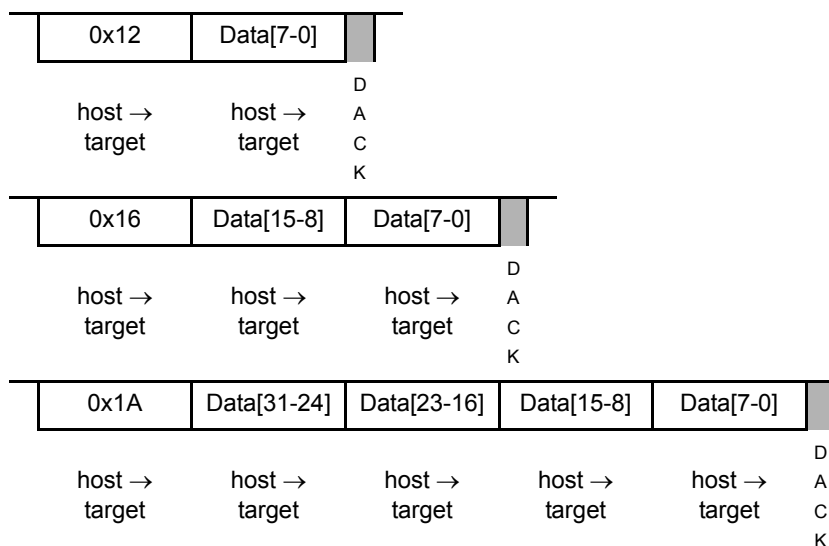 0x12 Data[7-0]
host → host →
target target
D
A
C
K
0x16 Data[15-8] Data[7-0]
host → host → host →
target target target
D
A
C
K
0x1A Data[31-24] Data[23-16] Data[15-8] Data[7-0]
host → host → host → host → host →
target target target target target
D
A
C
K